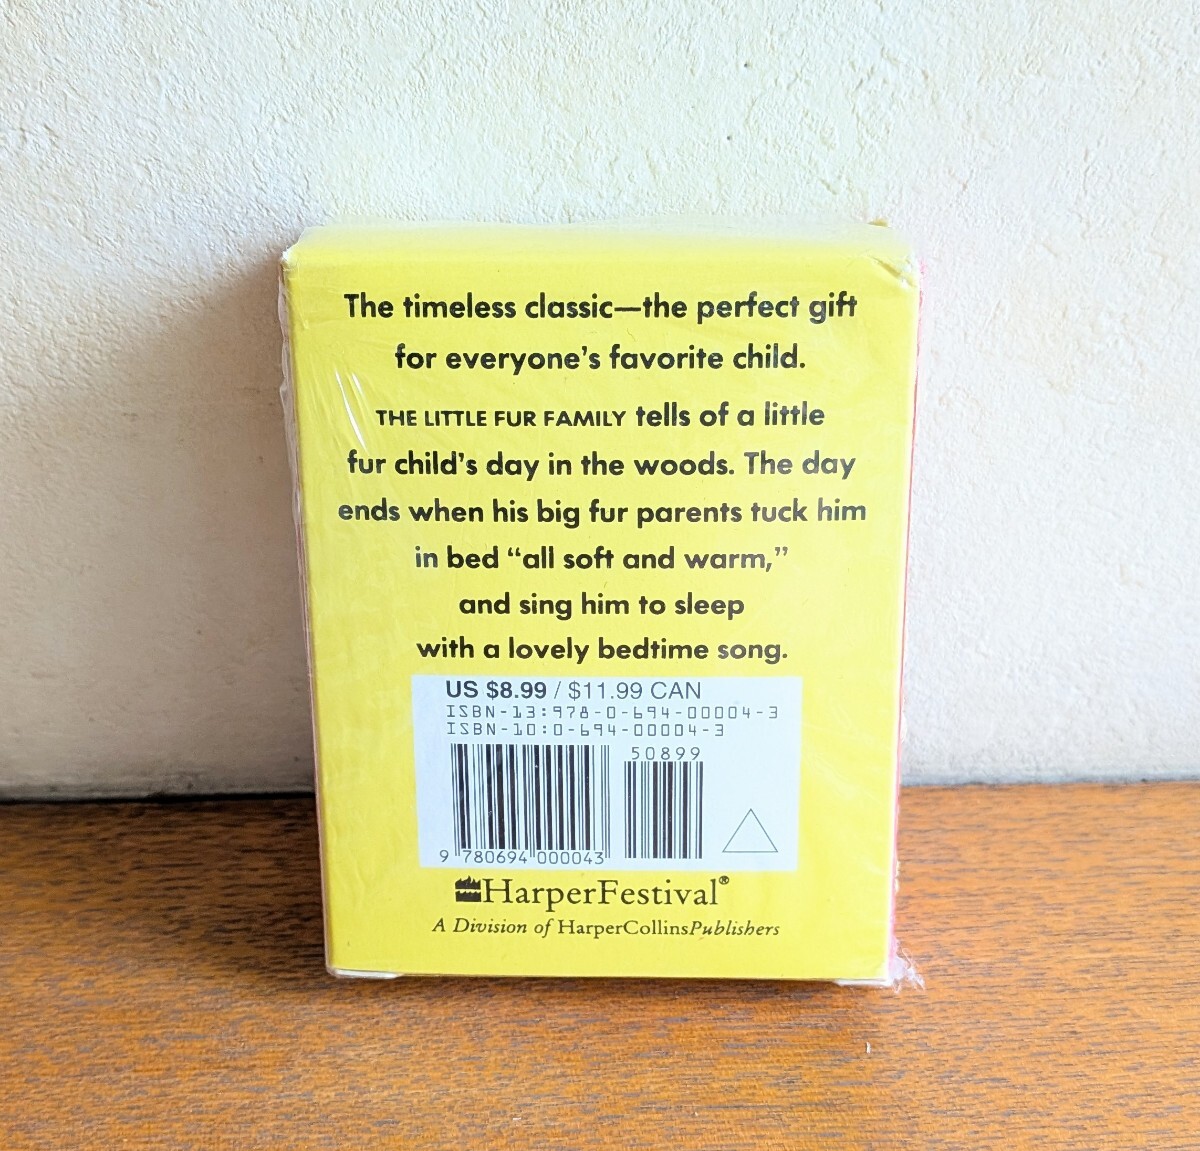 The timeless classic—the perfect gift
for everyone's favorite child.
THE LITTLE FUR FAMILY tells of a little
fur child's day in the woods. The day
ends when his big fur parents tuck him
in bed “all soft and warm,”
and sing him to sleep
with a lovely bedtime song.
US $8.99 / $11.99 CAN
ISBN-13:978-0-694-00004-3
ISBN-10:0-694-00004-3
50899
9 780694 000043
HarperFestival®
A Division of HarperCollinsPublishers